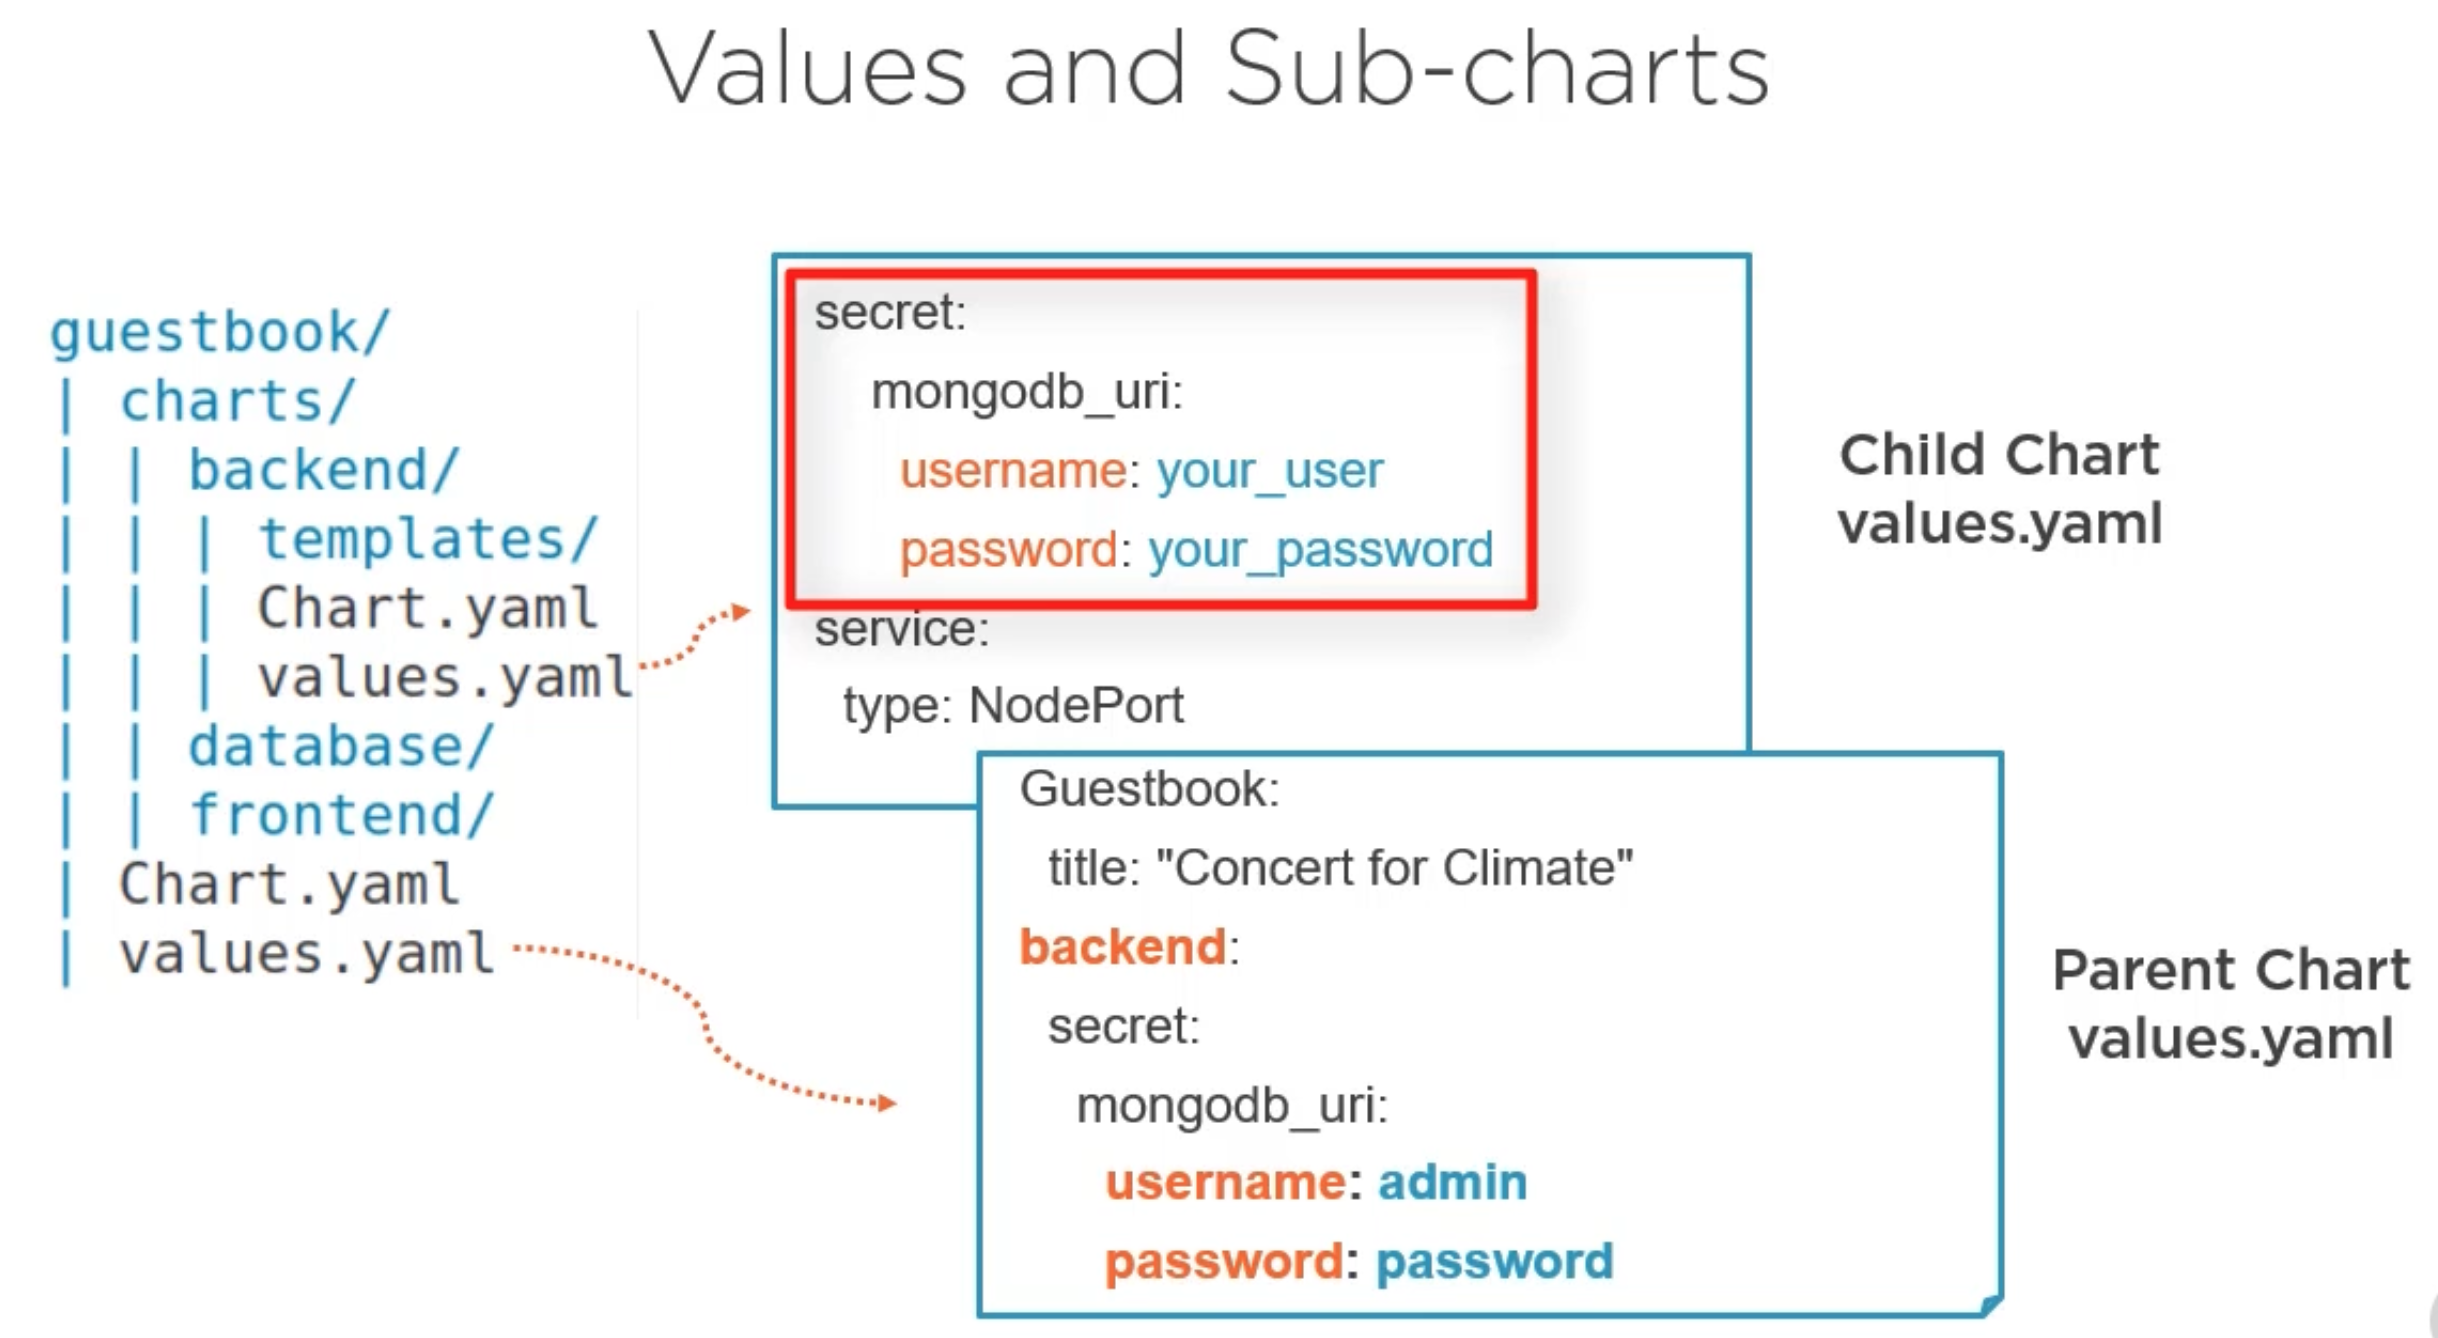 Values and Sub-charts
guestbook/
| charts/
| | backend/
| | | templates/
| | | Chart.yaml
| | | values.yaml
| | database/
| | frontend/
| Chart.yaml
| values.yaml
secret:
mongodb_uri:
username: your_user
password: your_password
service:
type: NodePort
Child Chart
values.yaml
Guestbook:
title: "Concert for Climate"
backend:
secret:
mongodb_uri:
username: admin
password: password
Parent Chart
values.yaml